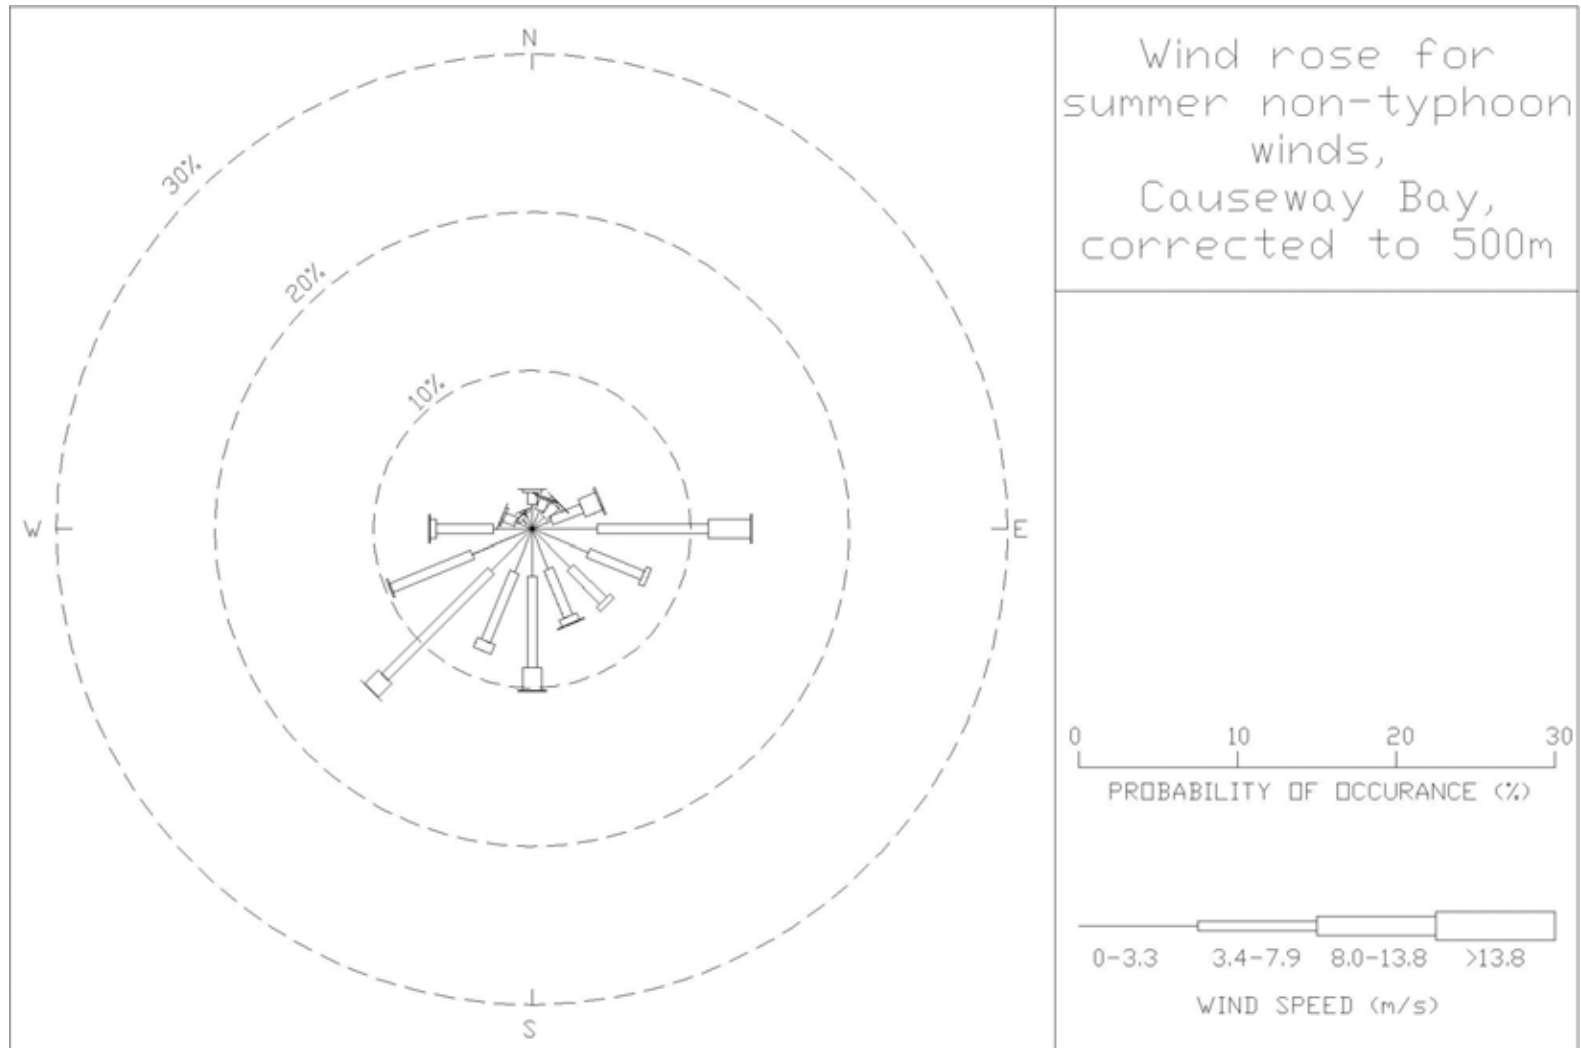 Wind rose for
summer non-typhoon
winds,
Causeway Bay,
corrected to 500m
N
30%
20%
10%
W
E
S
0 10 20 30
PROBABILITY OF OCCURANCE (%)
0-3.3 3.4-7.9 8.0-13.8 >13.8
WIND SPEED (m/s)